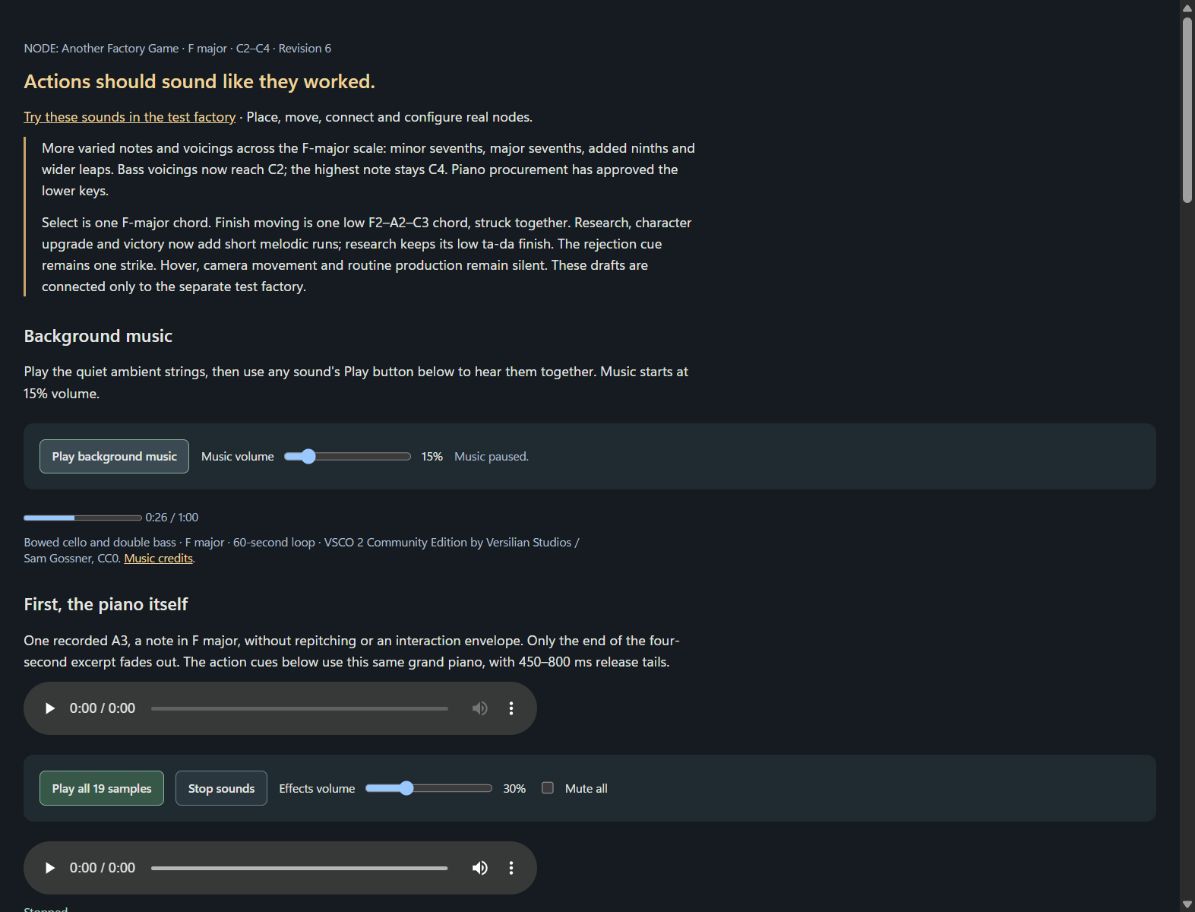 NODE: Another Factory Game · F major · C2–C4 · Revision 6
Actions should sound like they worked.
Try these sounds in the test factory · Place, move, connect and configure real nodes.
More varied notes and voicings across the F-major scale: minor sevenths, major sevenths, added ninths and
wider leaps. Bass voicings now reach C2; the highest note stays C4. Piano procurement has approved the
lower keys.
Select is one F-major chord. Finish moving is one low F2–A2–C3 chord, struck together. Research, character
upgrade and victory now add short melodic runs; research keeps its low ta-da finish. The rejection cue
remains one strike. Hover, camera movement and routine production remain silent. These drafts are
connected only to the separate test factory.
Background music
Play the quiet ambient strings, then use any sound's Play button below to hear them together. Music starts at
15% volume.
Play background music Music volume 15% Music paused.
0:26 / 1:00
Bowed cello and double bass · F major · 60-second loop · VSCO 2 Community Edition by Versilian Studios /
Sam Gossner, CC0. Music credits.
First, the piano itself
One recorded A3, a note in F major, without repitching or an interaction envelope. Only the end of the four-
second excerpt fades out. The action cues below use this same grand piano, with 450–800 ms release tails.
0:00 / 0:00
Play all 19 samples Stop sounds Effects volume 30% Mute all
0:00 / 0:00
Stopped